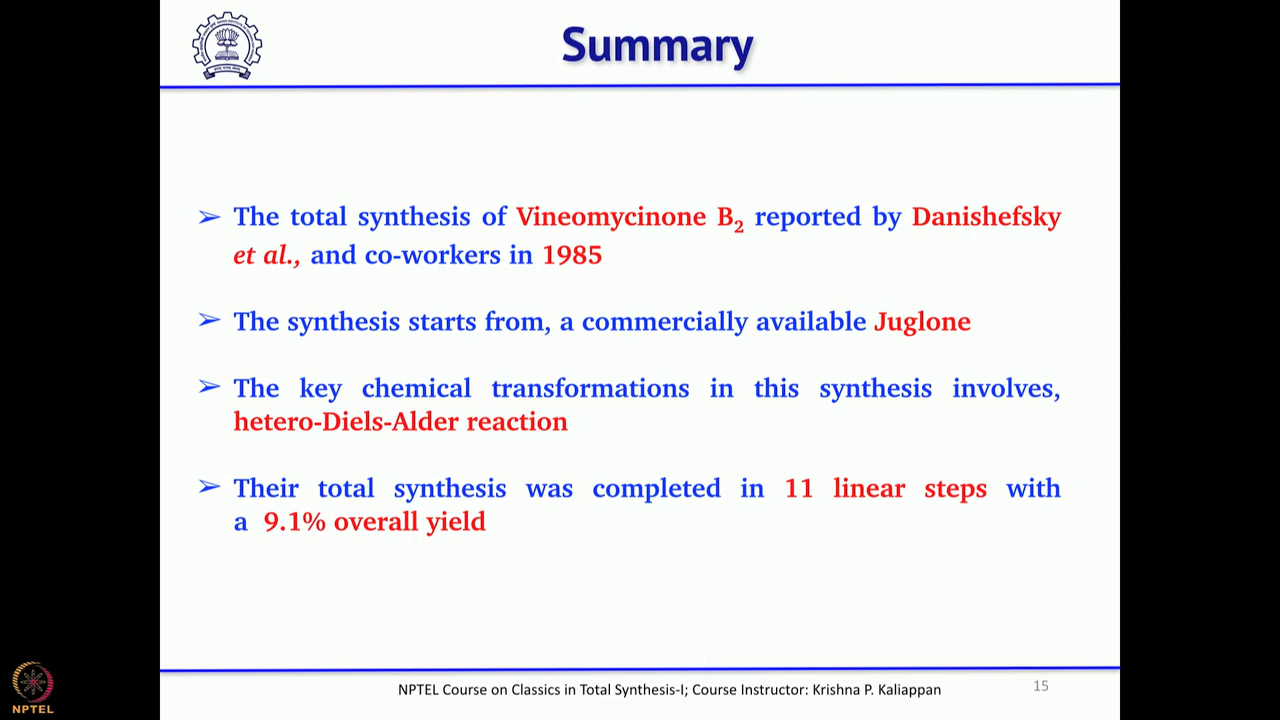 Summary
➢ The total synthesis of Vineomycinone B₂ reported by Danishefsky
et al., and co-workers in 1985
➢ The synthesis starts from, a commercially available Juglone
➢ The key chemical transformations in this synthesis involves,
hetero-Diels-Alder reaction
➢ Their total synthesis was completed in 11 linear steps with
a 9.1% overall yield
NPTEL Course on Classics in Total Synthesis-I; Course Instructor: Krishna P. Kaliappan
15
NPTEL